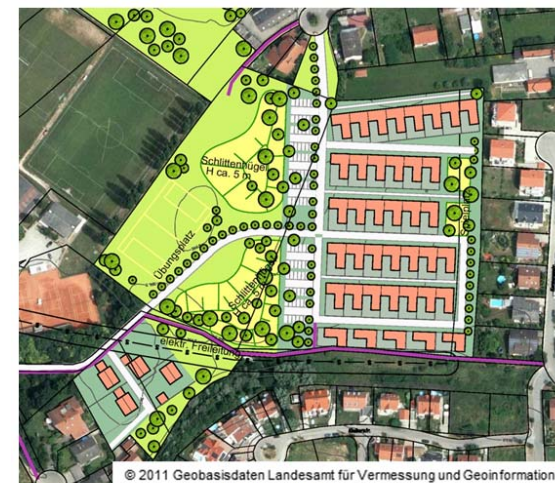 Schlittenhügel
H ca. 5 m
Übungsplatz
elektr. Freileitung
© 2011 Geobasisdaten Landesamt für Vermessung und Geoinformation